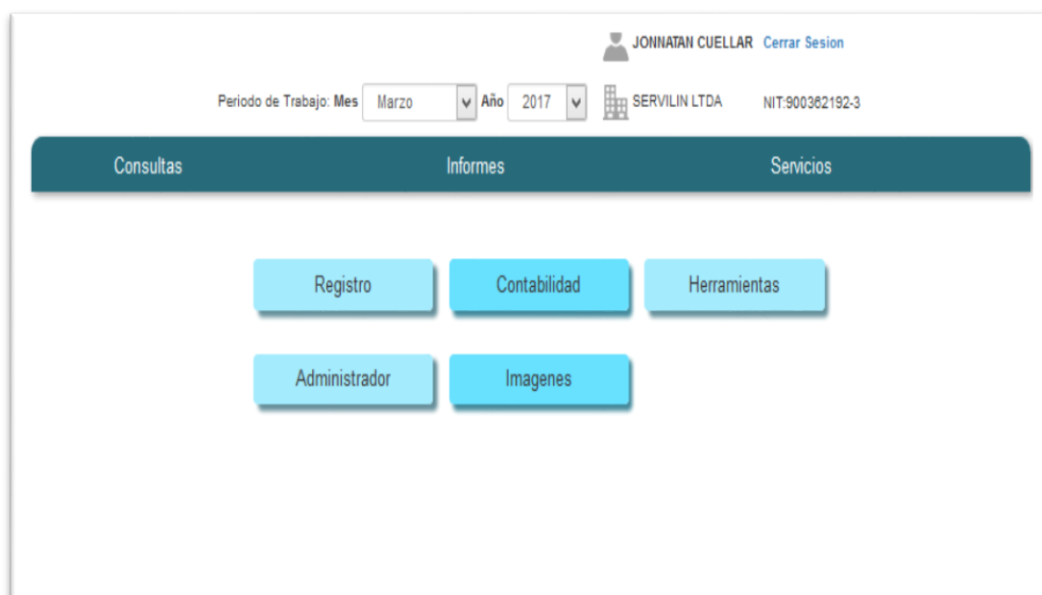 JONNATAN CUELLAR Cerrar Sesion
Periodo de Trabajo: Mes Marzo Año 2017 SERVILIN LTDA NIT:900362192-3
Consultas Informes Servicios
Registro Contabilidad Herramientas
Administrador Imagenes